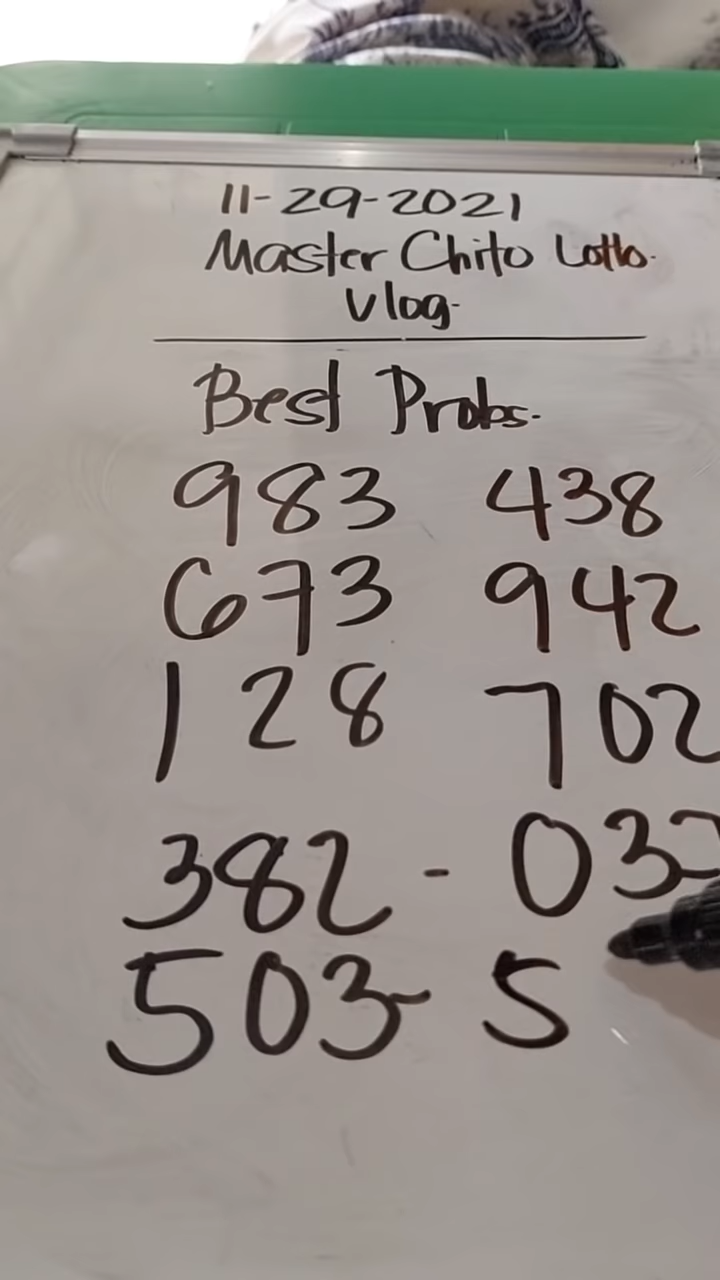 11-29-2021
Master Chito Lotto.
Vlog.
Best Probs.
983 438
673 942
128 702
382 - 03
503- 5